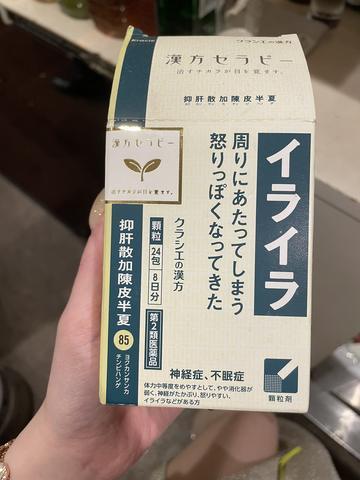 Kracie
クラシエの漢方
漢方セラピー
治すチカラが目を覚ます。
抑肝散加陳皮半夏
漢方セラピー
治すチカラが目を覚ます。
イライラ
周りにあたってしまう
怒りっぽくなってきた
クラシエの漢方
顆粒 24包 8日分
第2類医薬品
抑肝散加陳皮半夏
85
ヨクカンサンカ
チンピハンゲ
神経症、不眠症
体力中等度をめやすとして、やや消化器が
弱く、神経がたかぶり、怒りやすい、
イライラなどがある方
顆粒剤